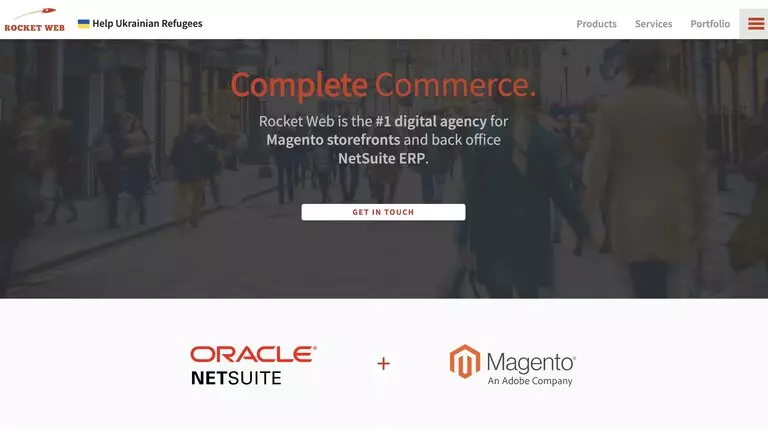 ROCKET WEB
Help Ukrainian Refugees
Products
Services
Portfolio
Complete Commerce.
Rocket Web is the #1 digital agency for
Magento storefronts and back office
NetSuite ERP.
GET IN TOUCH
ORACLE®
NETSUITE
+
Magento®
An Adobe Company